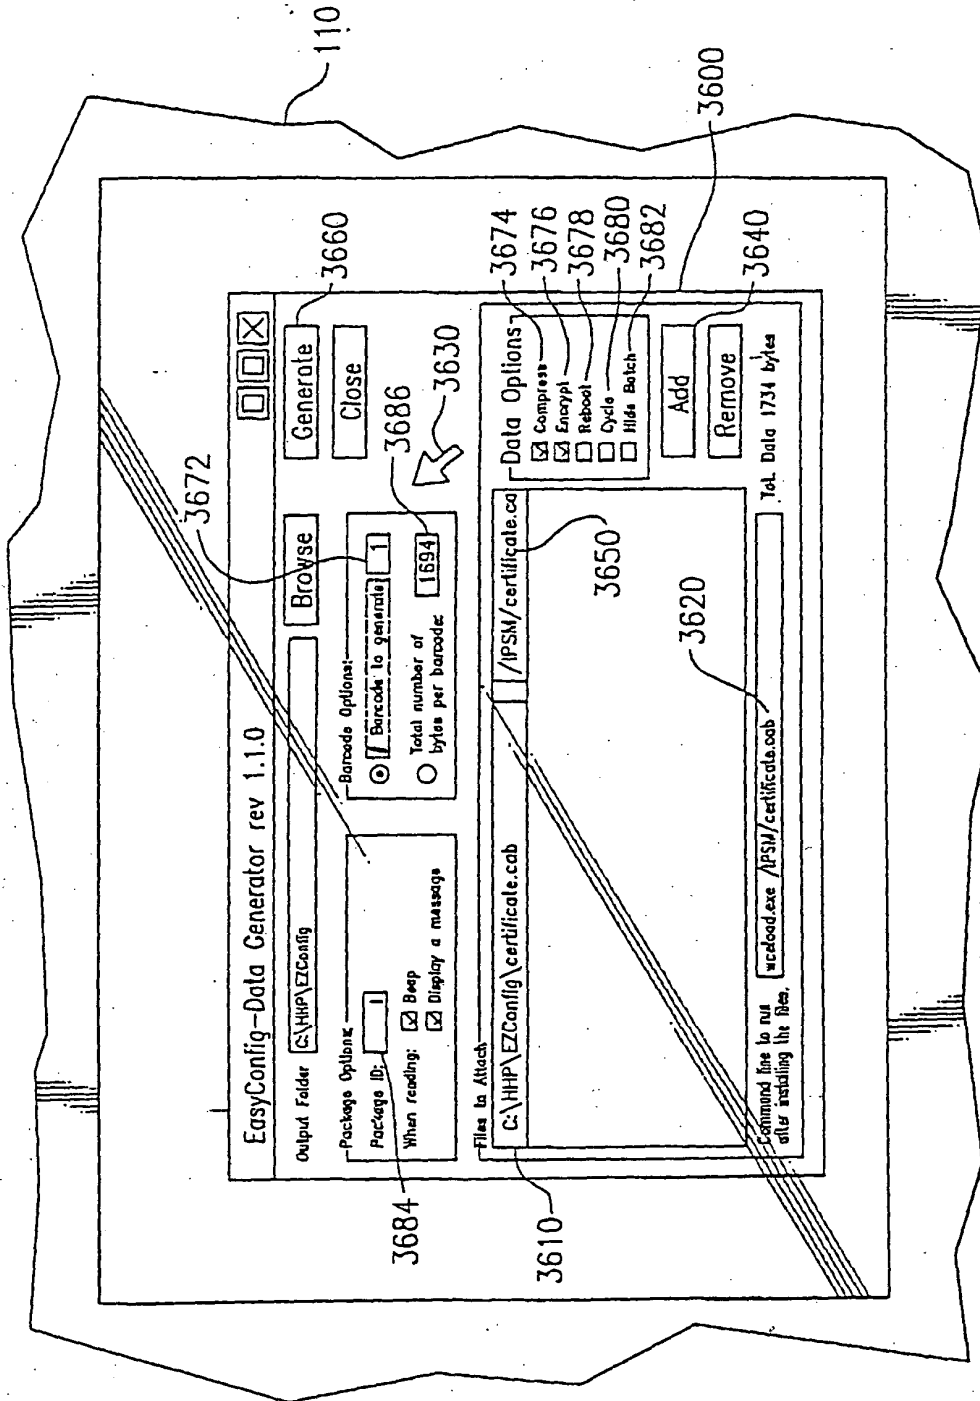 110
EasyConfig-Data Generator rev 1.1.0
Output Folder C:\HHP\EZConfig Browse Generate
3660
Close
Package Options:
Package ID: 1
When reading: Beep
Display a message
3684
Barcode Options:
Barcode to generate 1
Total number of
bytes per barcode: 1694
3672
3686
3630
Files to Attach
C:\HHP\EZConfig\certificate.cab /IPSM/certificate.ca
3610
3650
Data Options
Compress
Encrypt
Reboot
Cycle
Hide Batch
3674
3676
3678
3680
3682
3600
Add
3640
Remove
Command line to run
after installing the files.
wceload.exe /IPSM/certificate.cab
3620
Tot. Data 1734 bytes